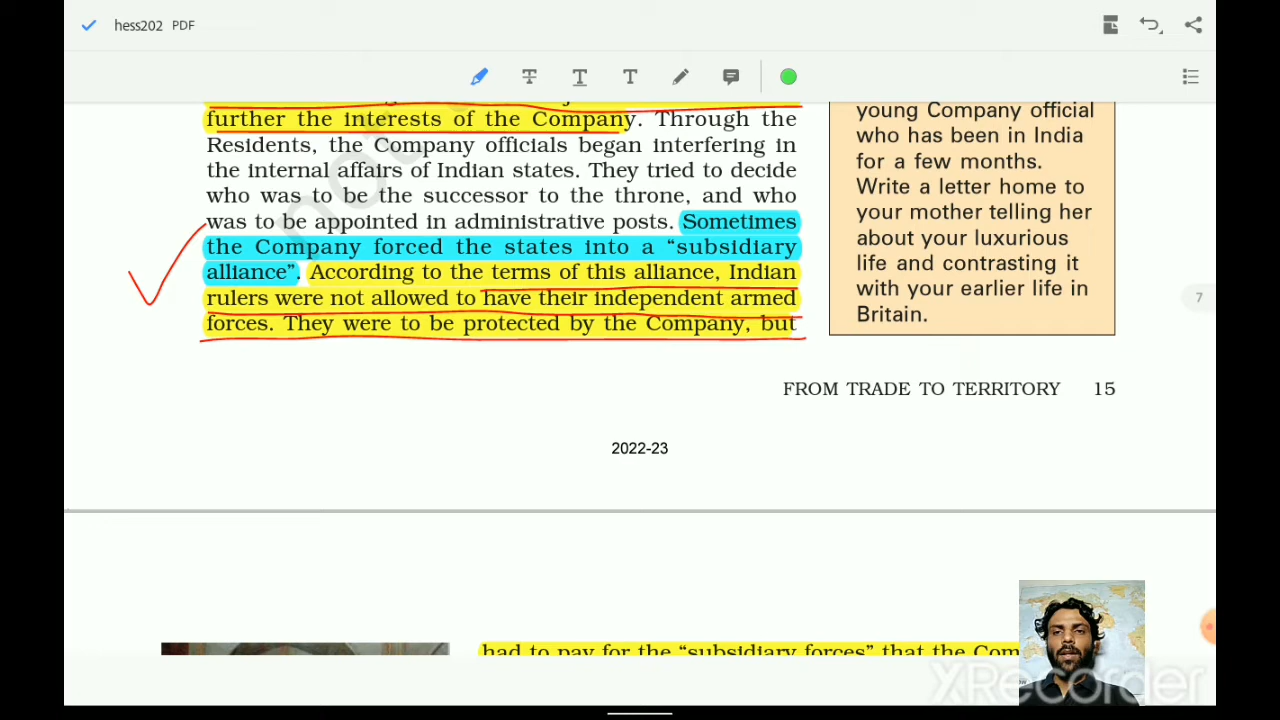 hess202 PDF
further the interests of the Company. Through the
Residents, the Company officials began interfering in
the internal affairs of Indian states. They tried to decide
who was to be the successor to the throne, and who
was to be appointed in administrative posts. Sometimes
the Company forced the states into a “subsidiary
alliance”. According to the terms of this alliance, Indian
rulers were not allowed to have their independent armed
forces. They were to be protected by the Company, but
young Company official
who has been in India
for a few months.
Write a letter home to
your mother telling her
about your luxurious
life and contrasting it
with your earlier life in
Britain.
7
FROM TRADE TO TERRITORY 15
2022-23
had to pay for the “subsidiary forces” that the Com
XRecorder